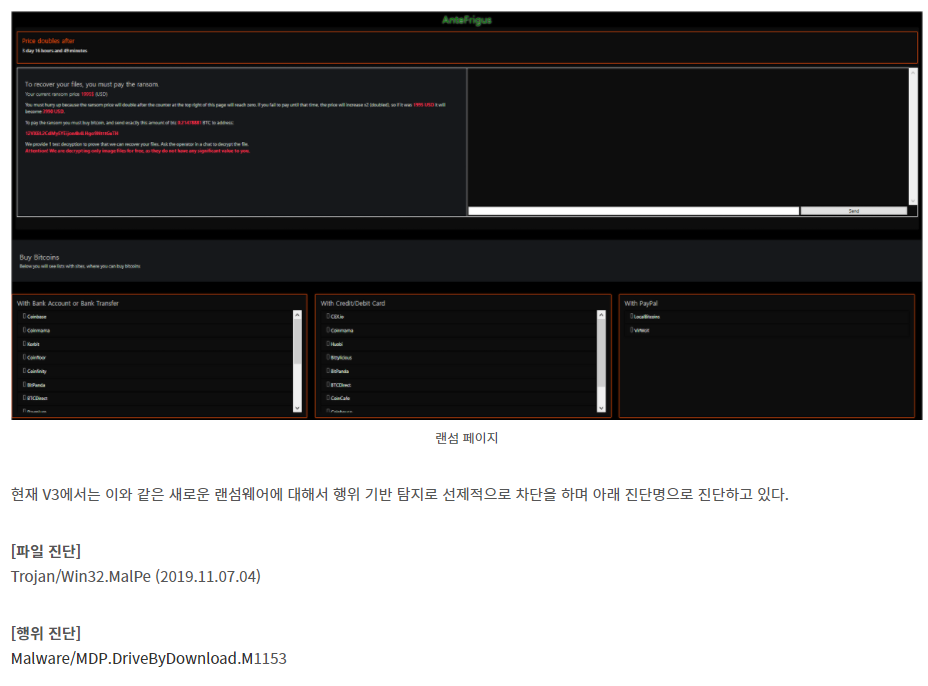 AnteFrigus
Price doubles after
3 day 16 hours and 49 minutes
To recover your files, you must pay the ransom
Your current ransom price: (USD)
You must hurry up because the ransom price will double after the counter at the top right of this page will reach zero. If you fail to pay until that time, the price will increase x2 (doubled), so if it was 1995 USD it will
become 3990 USD.
To pay the ransom you must buy bitcoin, and send exactly this amount of btc BTC to address:
We provide 1 test decryption to prove that we can recover your files. Ask the operator in a chat to decrypt the file.
Attention! We are decrypting only image files for free, as they do not have any significant value to you.
Send
Buy Bitcoins
Below you will see lists with sites, where you can buy bitcoins
With Bank Account or Bank Transfer
Coinbase
Coinmama
Korbit
Coinfloor
Coinfinity
BitPanda
BTCDirect
With Credit/Debit Card
CEX.io
Coinmama
Huobi
Bittylicious
BitPanda
BTCDirect
CoinCafe
Coinhouse
With PayPal
LocalBitcoins
VirWoX
랜섬 페이지
현재 V3에서는 이와 같은 새로운 랜섬웨어에 대해서 행위 기반 탐지로 선제적으로 차단을 하며 아래 진단명으로 진단하고 있다.
[파일 진단]
Trojan/Win32.MalPe (2019.11.07.04)
[행위 진단]
Malware/MDP.DriveByDownload.M1153